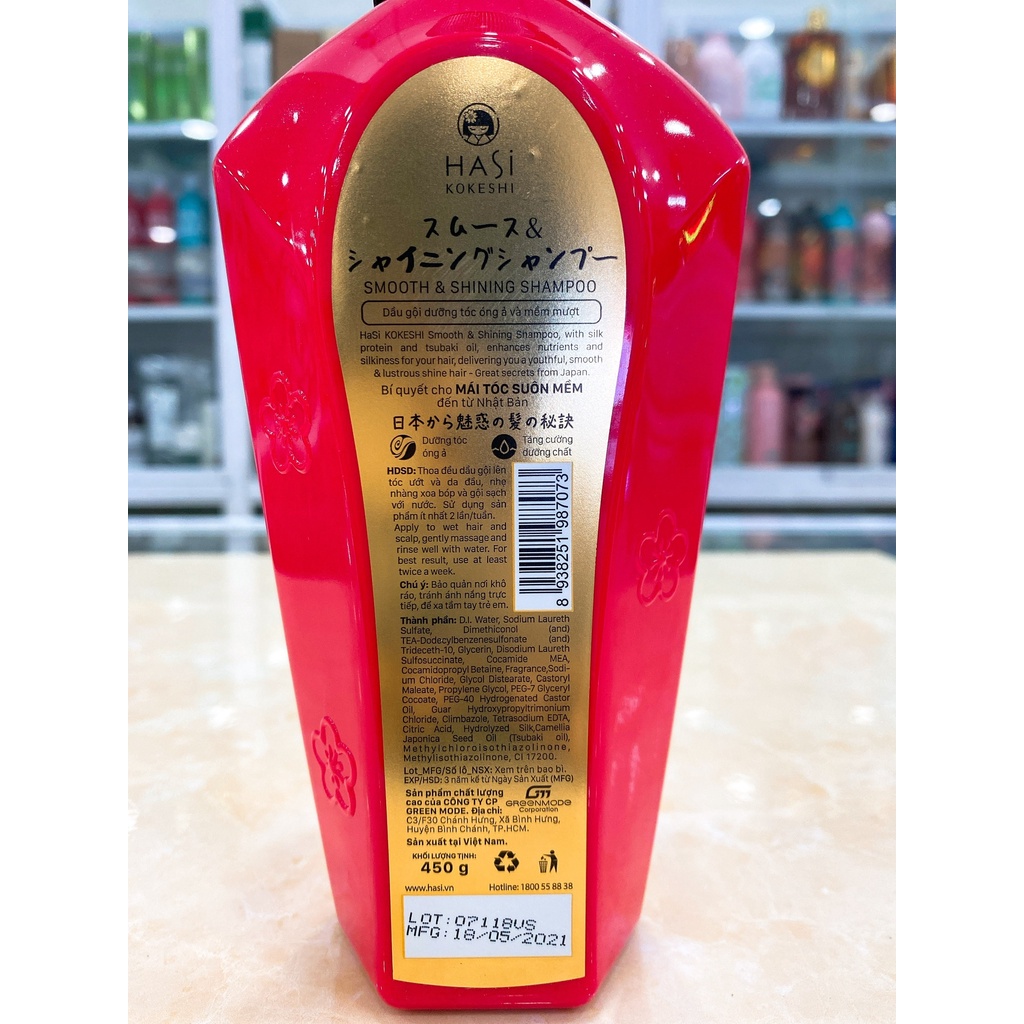 HASi
KOKESHI
スムース&
シャイニングシャンプー
SMOOTH & SHINING SHAMPOO
Dầu gội dưỡng tóc óng ả và mềm mượt
HaSi KOKESHI Smooth & Shining Shampoo, with silk
protein and tsubaki oil, enhances nutrients and
silkiness for your hair, delivering you a youthful, smooth
& lustrous shine hair - Great secrets from Japan.
Bí quyết cho MÁI TÓC SUÔN MỀM
đến từ Nhật Bản
日本から魅惑の髪の秘訣
Dưỡng tóc
óng ả
Tăng cường
dưỡng chất
HDSD: Thoa đều dầu gội lên
tóc ướt và da đầu, nhẹ
nhàng xoa bóp và gội sạch
với nước. Sử dụng sản
phẩm ít nhất 2 lần/tuần.
Apply to wet hair and
scalp, gently massage and
rinse well with water. For
best result, use at least
twice a week.
Chú ý: Bảo quản nơi khô
ráo, tránh ánh nắng trực
tiếp, để xa tầm tay trẻ em.
8 938251 987073
Thành phần: D.I. Water, Sodium Laureth
Sulfate, Dimethiconol (and)
TEA-Dodecylbenzenesulfonate (and)
Trideceth-10, Glycerin, Disodium Laureth
Sulfosuccinate, Cocamide MEA,
Cocamidopropyl Betaine, Fragrance,Sodi-
um Chloride, Glycol Distearate, Castoryl
Maleate, Propylene Glycol, PEG-7 Glyceryl
Cocoate, PEG-40 Hydrogenated Castor
Oil, Guar Hydroxypropyltrimonium
Chloride, Climbazole, Tetrasodium EDTA,
Citric Acid, Hydrolyzed Silk,Camellia
Japonica Seed Oil (Tsubaki oil),
Methylchloroisothiazolinone,
Methylisothiazoilnone, CI 17200.
Lot_MFG/Số lô_NSX: Xem trên bao bì.
EXP/HSD: 3 năm kể từ Ngày Sản Xuất (MFG)
Sản phẩm chất lượng
cao của CÔNG TY CP
GREEN MODE. Địa chỉ:
C3/F30 Chánh Hưng, Xã Bình Hưng,
Huyện Bình Chánh, TP.HCM.
GREENMODE
Corporation
Sản xuất tại Việt Nam.
KHỐI LƯỢNG TỊNH:
450 g
www.hasi.vn Hotline: 1800 55 88 38
LOT:07118VS
MFG:18/05/2021